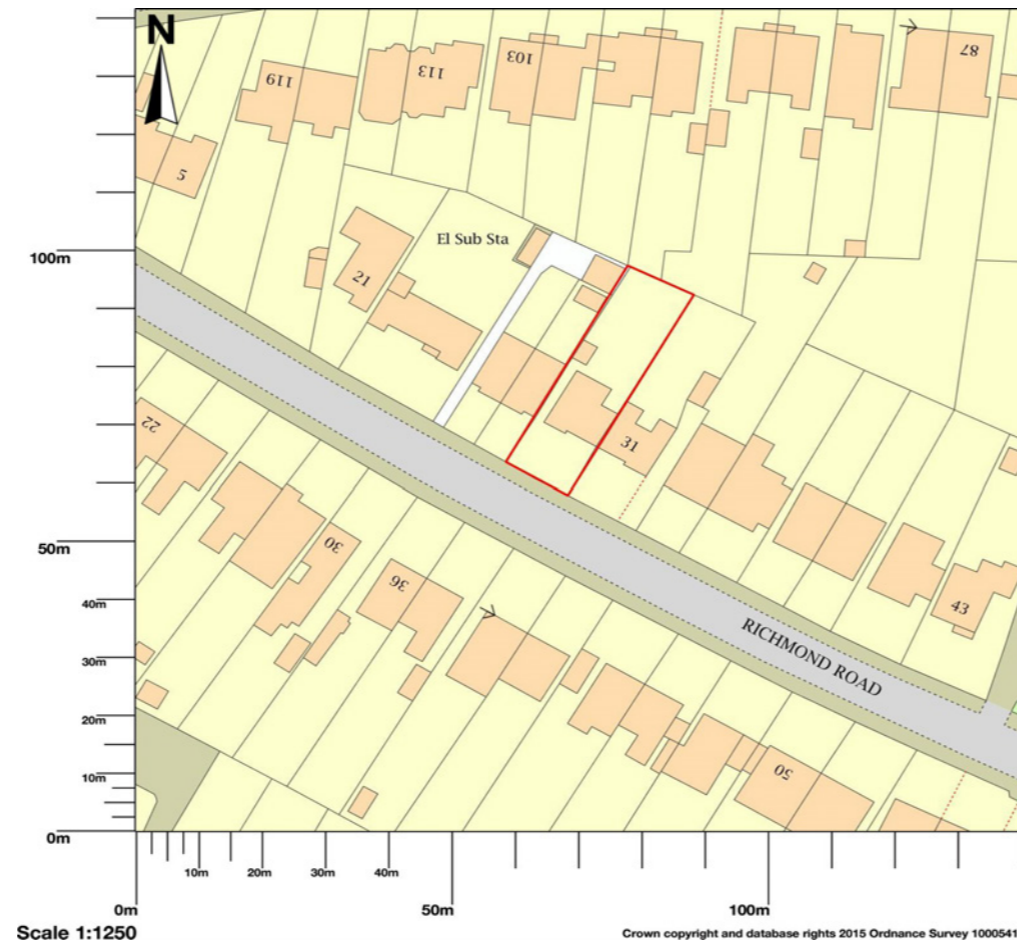 N
119
113
103
87
5
El Sub Sta
21
100m
31
22
30
36
43
50m
40m
30m
20m
10m
0m
RICHMOND ROAD
50
10m
20m
30m
40m
0m
50m
100m
Scale 1:1250
Crown copyright and database rights 2015 Ordnance Survey 1000541